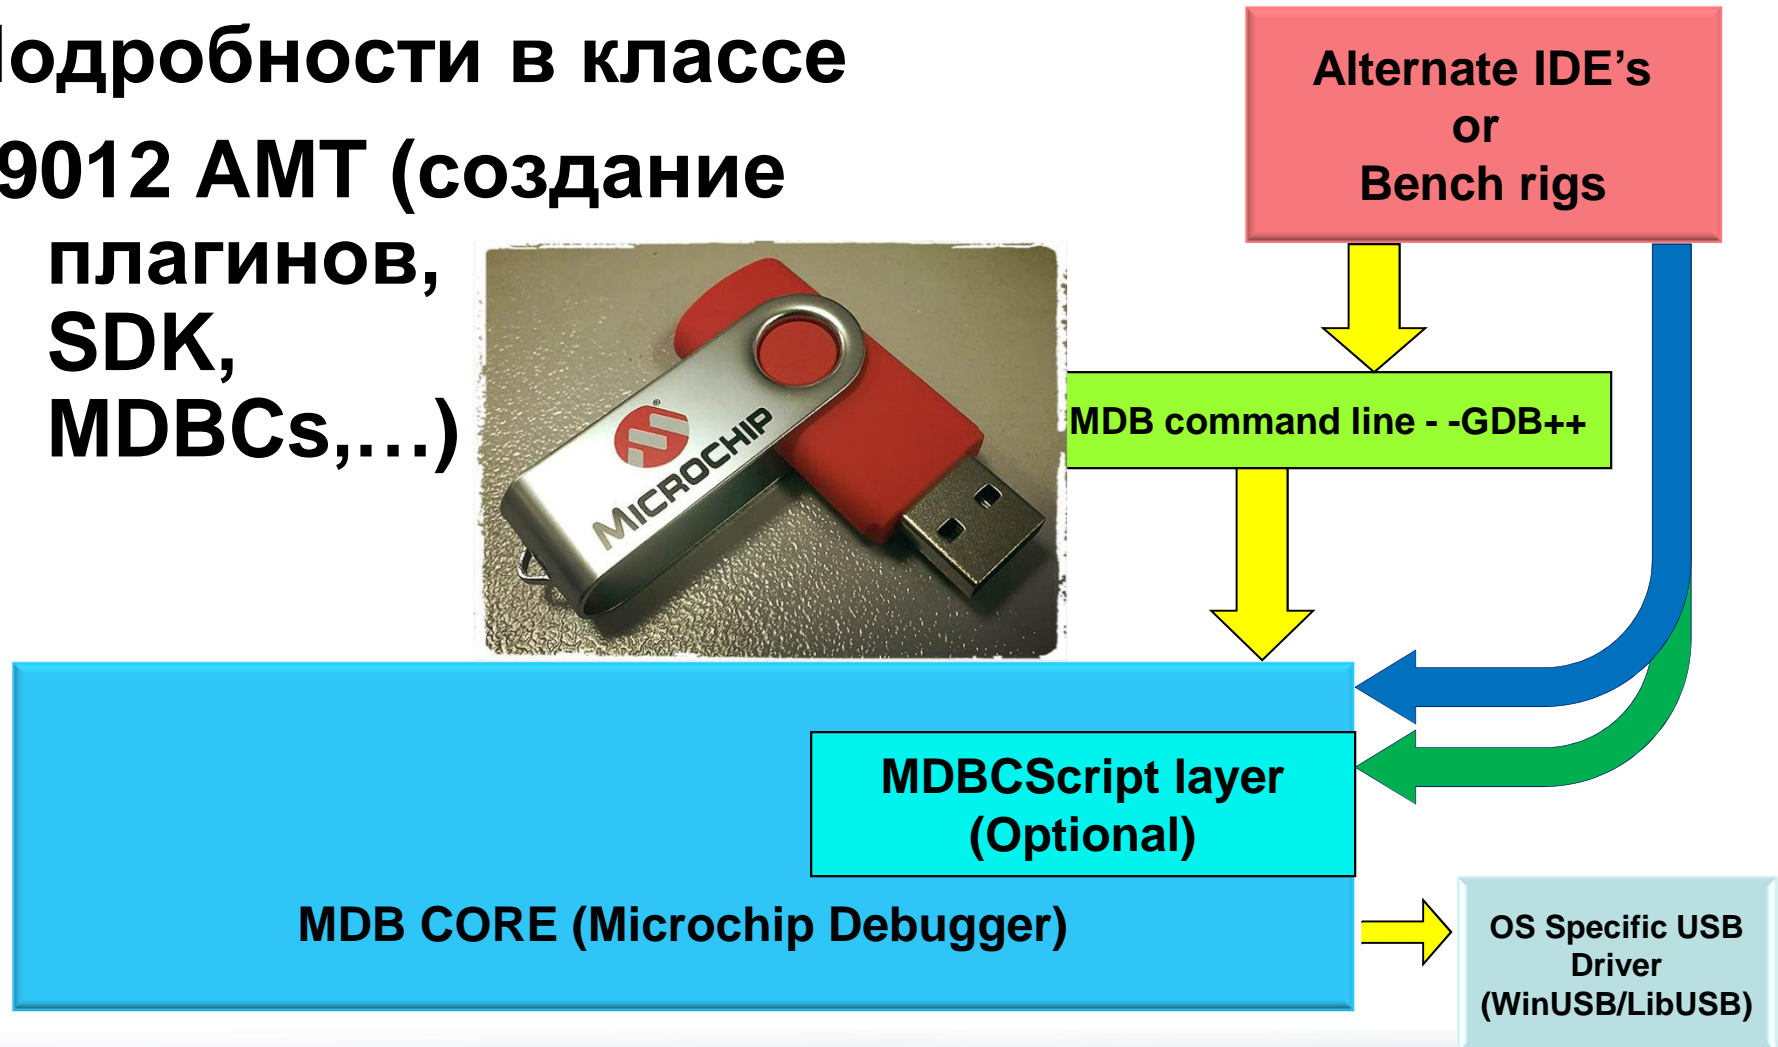 Подробности в классе
9012 AMT (создание
плагинов,
SDK,
MDBCs,…)
Alternate IDE’s
or
Bench rigs
MICROCHIP
MDB command line - -GDB++
MDBCScript layer
(Optional)
MDB CORE (Microchip Debugger)
OS Specific USB
Driver
(WinUSB/LibUSB)